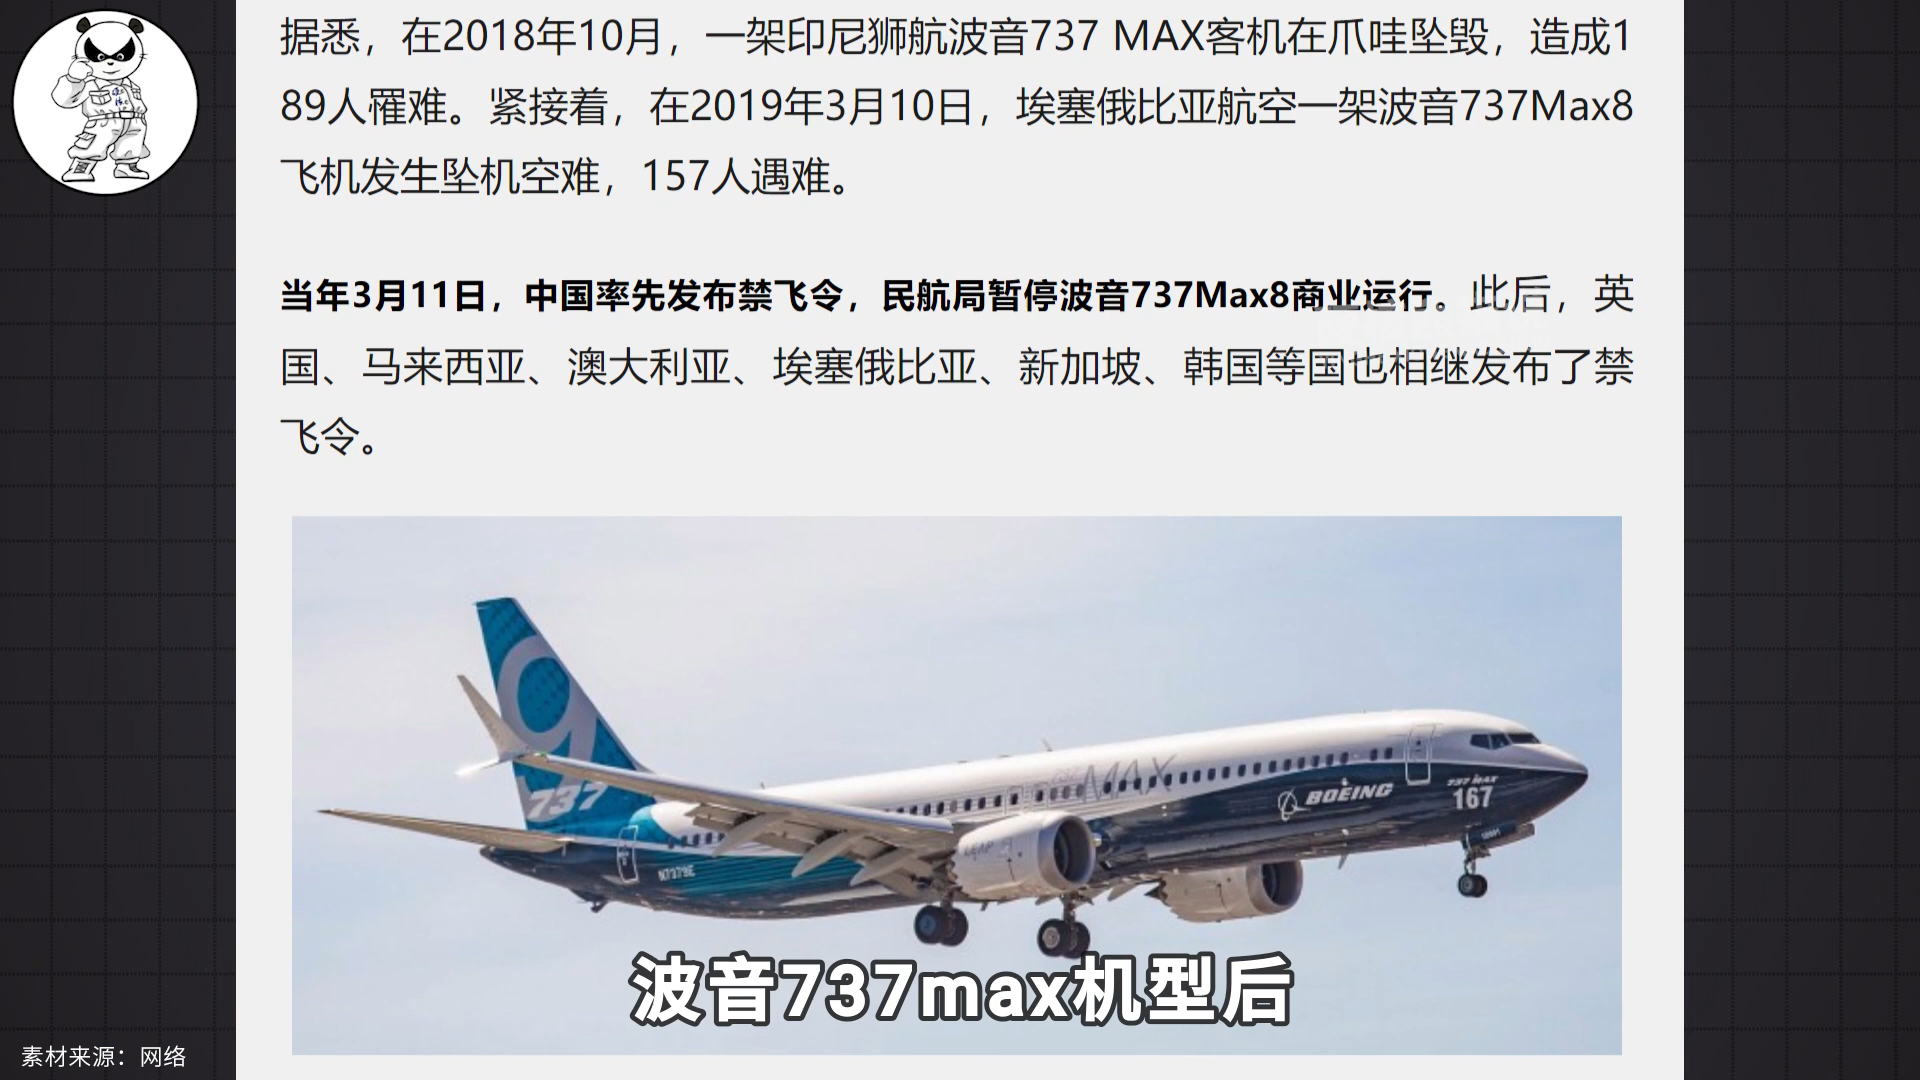 据悉，在2018年10月，一架印尼狮航波音737 MAX客机在爪哇坠毁，造成1
89人罹难。紧接着，在2019年3月10日，埃塞俄比亚航空一架波音737Max8
飞机发生坠机空难，157人遇难。
当年3月11日，中国率先发布禁飞令，民航局暂停波音737Max8商业运行。此后，英
国、马来西亚、澳大利亚、埃塞俄比亚、新加坡、韩国等国也相继发布了禁
飞令。
9
737
737
MAX
BOEING
737 MAX
167
LEAP
波音737max机型后
素材来源：网络